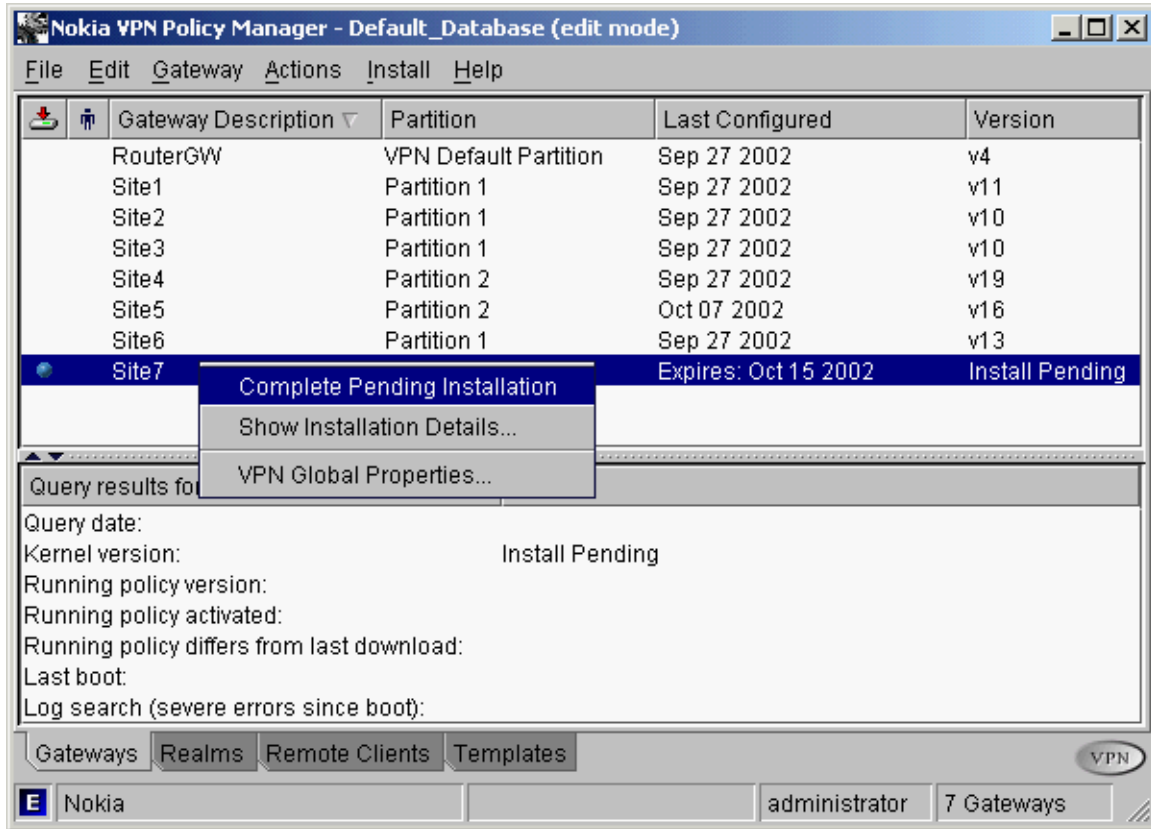 Nokia VPN Policy Manager - Default_Database (edit mode)
File Edit Gateway Actions Install Help
Gateway Description Partition Last Configured Version
RouterGW VPN Default Partition Sep 27 2002 v4
Site1 Partition 1 Sep 27 2002 v11
Site2 Partition 1 Sep 27 2002 v10
Site3 Partition 1 Sep 27 2002 v10
Site4 Partition 2 Sep 27 2002 v19
Site5 Partition 2 Oct 07 2002 v16
Site6 Partition 1 Sep 27 2002 v13
Site7 Expires: Oct 15 2002 Install Pending
Complete Pending Installation
Show Installation Details...
VPN Global Properties...
Query results for
Query date:
Kernel version: Install Pending
Running policy version:
Running policy activated:
Running policy differs from last download:
Last boot:
Log search (severe errors since boot):
Gateways Realms Remote Clients Templates VPN
E Nokia administrator 7 Gateways